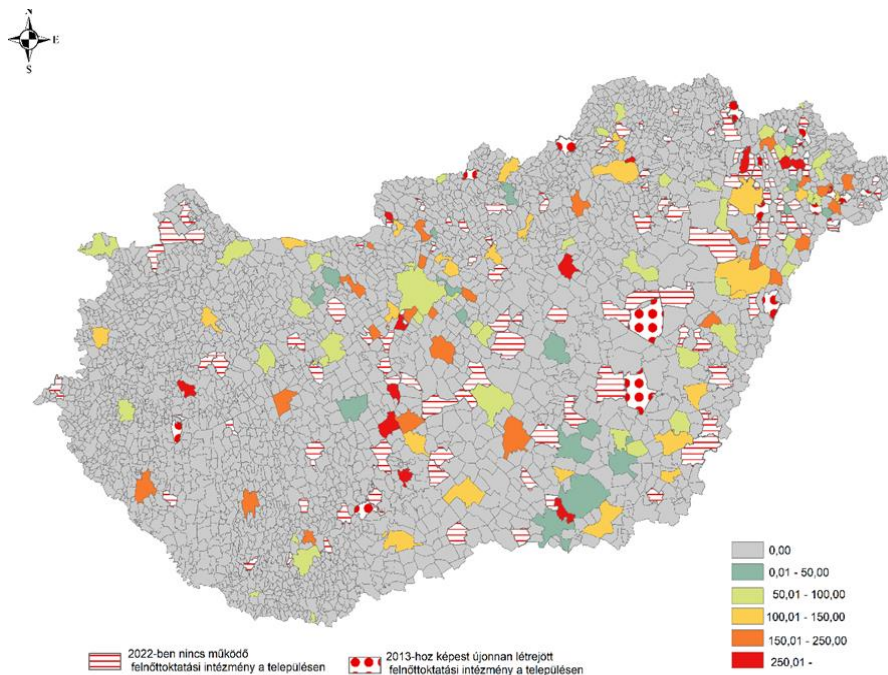 N
E
S
0,00
0,01 - 50,00
50,01 - 100,00
100,01 - 150,00
150,01 - 250,00
250,01 -
2022-ben nincs működő
felnőttoktatási intézmény a településen
2013-hoz képest újonnan létrejött
felnőttoktatási intézmény a településen